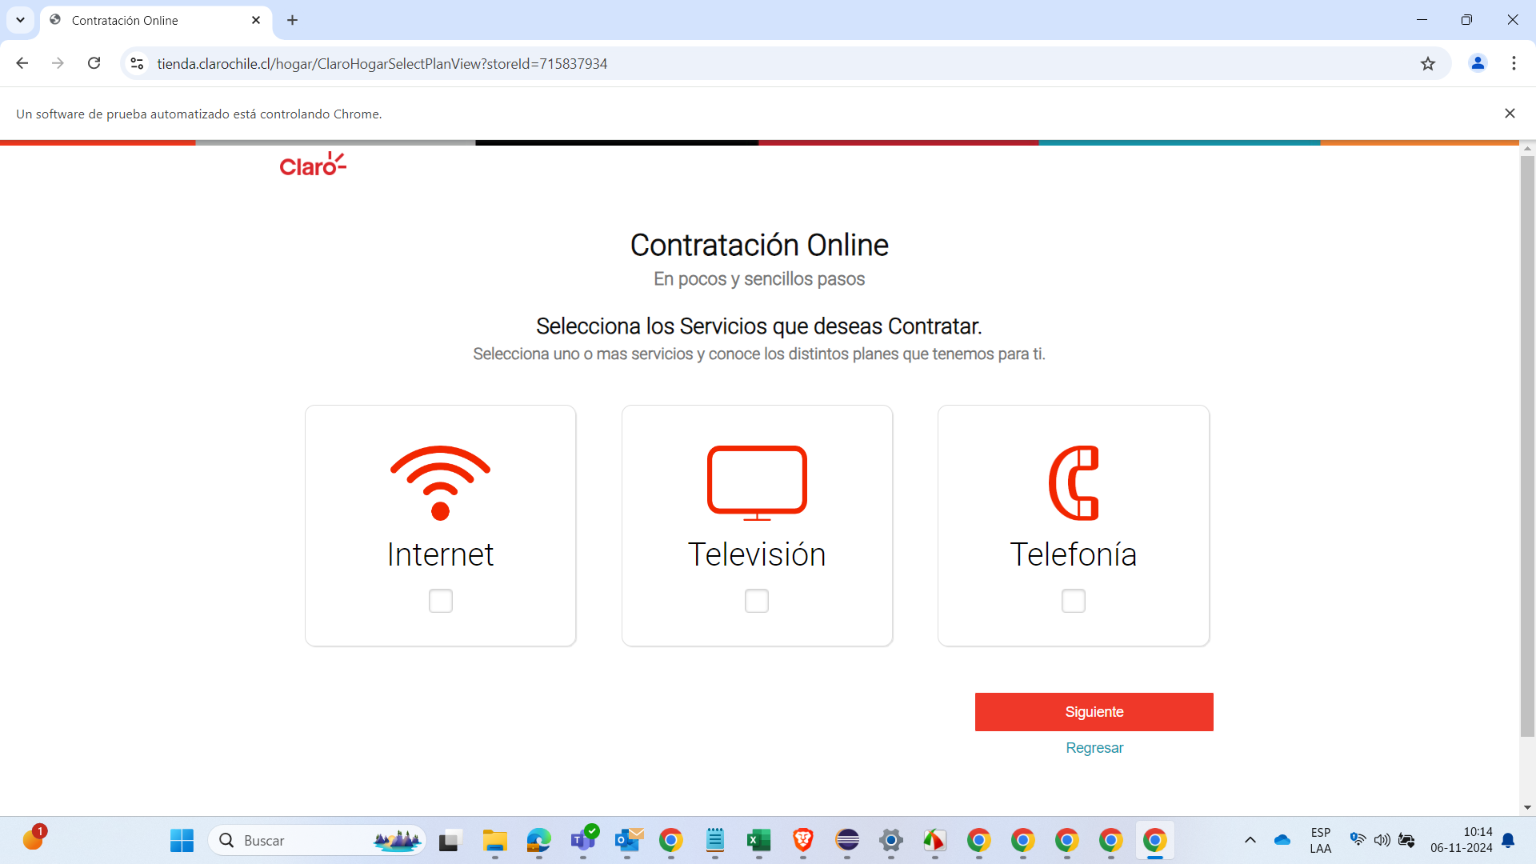 Contratación Online
tienda.clarochile.cl/hogar/ClaroHogarSelectPlanView?storeId=715837934
Un software de prueba automatizado está controlando Chrome.
Claro
Contratación Online
En pocos y sencillos pasos
Selecciona los Servicios que deseas Contratar.
Selecciona uno o mas servicios y conoce los distintos planes que tenemos para ti.
Internet
Televisión
Telefonía
Siguiente
Regresar
1
Buscar
ESP
LAA
10:14
06-11-2024